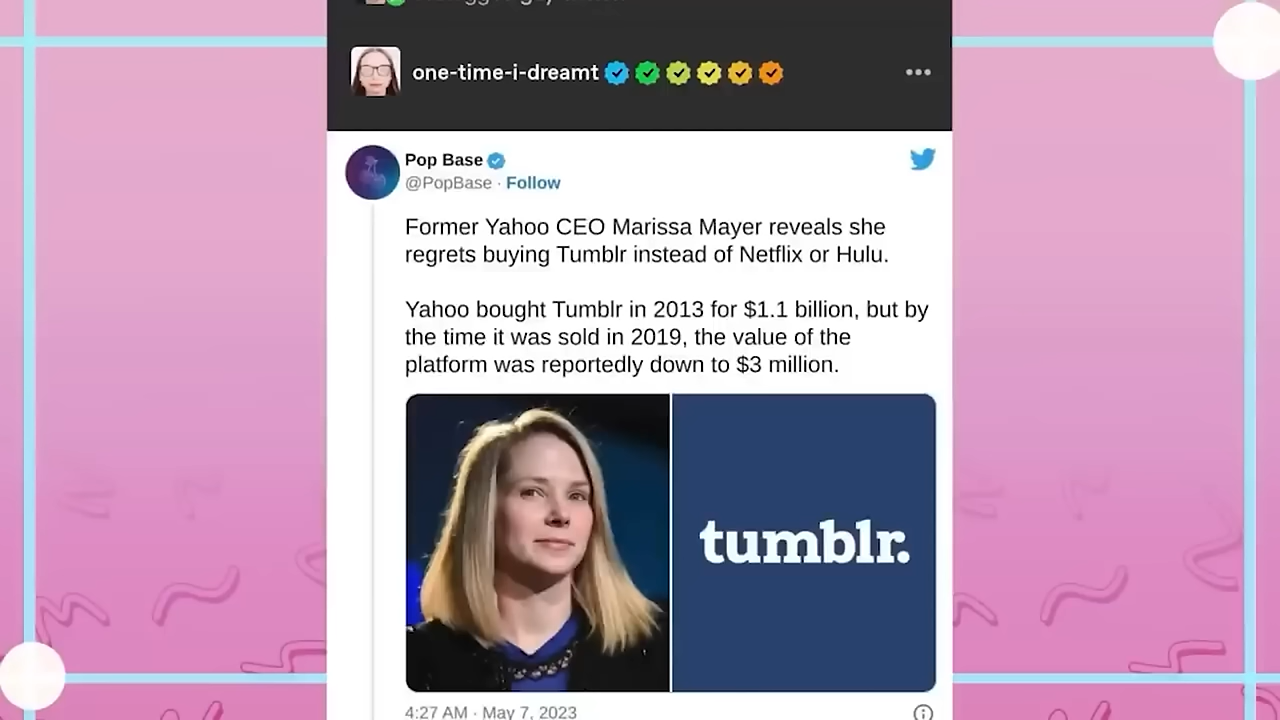 one-time-i-dreamt
Pop Base
@PopBase · Follow
Former Yahoo CEO Marissa Mayer reveals she
regrets buying Tumblr instead of Netflix or Hulu.
Yahoo bought Tumblr in 2013 for $1.1 billion, but by
the time it was sold in 2019, the value of the
platform was reportedly down to $3 million.
tumblr.
4:27 AM · May 7, 2023